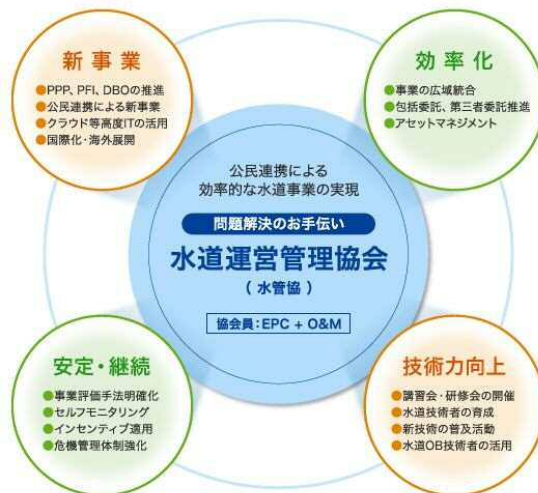 新事業
●PPP、PFI、DBOの推進
●公民連携による新事業
●クラウド等高度ITの活用
●国際化・海外展開
効率化
●事業の広域統合
●包括委託、第三者委託推進
●アセットマネジメント
公民連携による
効率的な水道事業の実現
問題解決のお手伝い
水道運営管理協会
(水管協)
協会員:EPC + O&M
安定・継続
●事業評価手法明確化
●セルフモニタリング
●インセンティブ適用
●危機管理体制強化
技術力向上
●講習会・研修会の開催
●水道技術者の育成
●新技術の普及活動
●水道OB技術者の活用